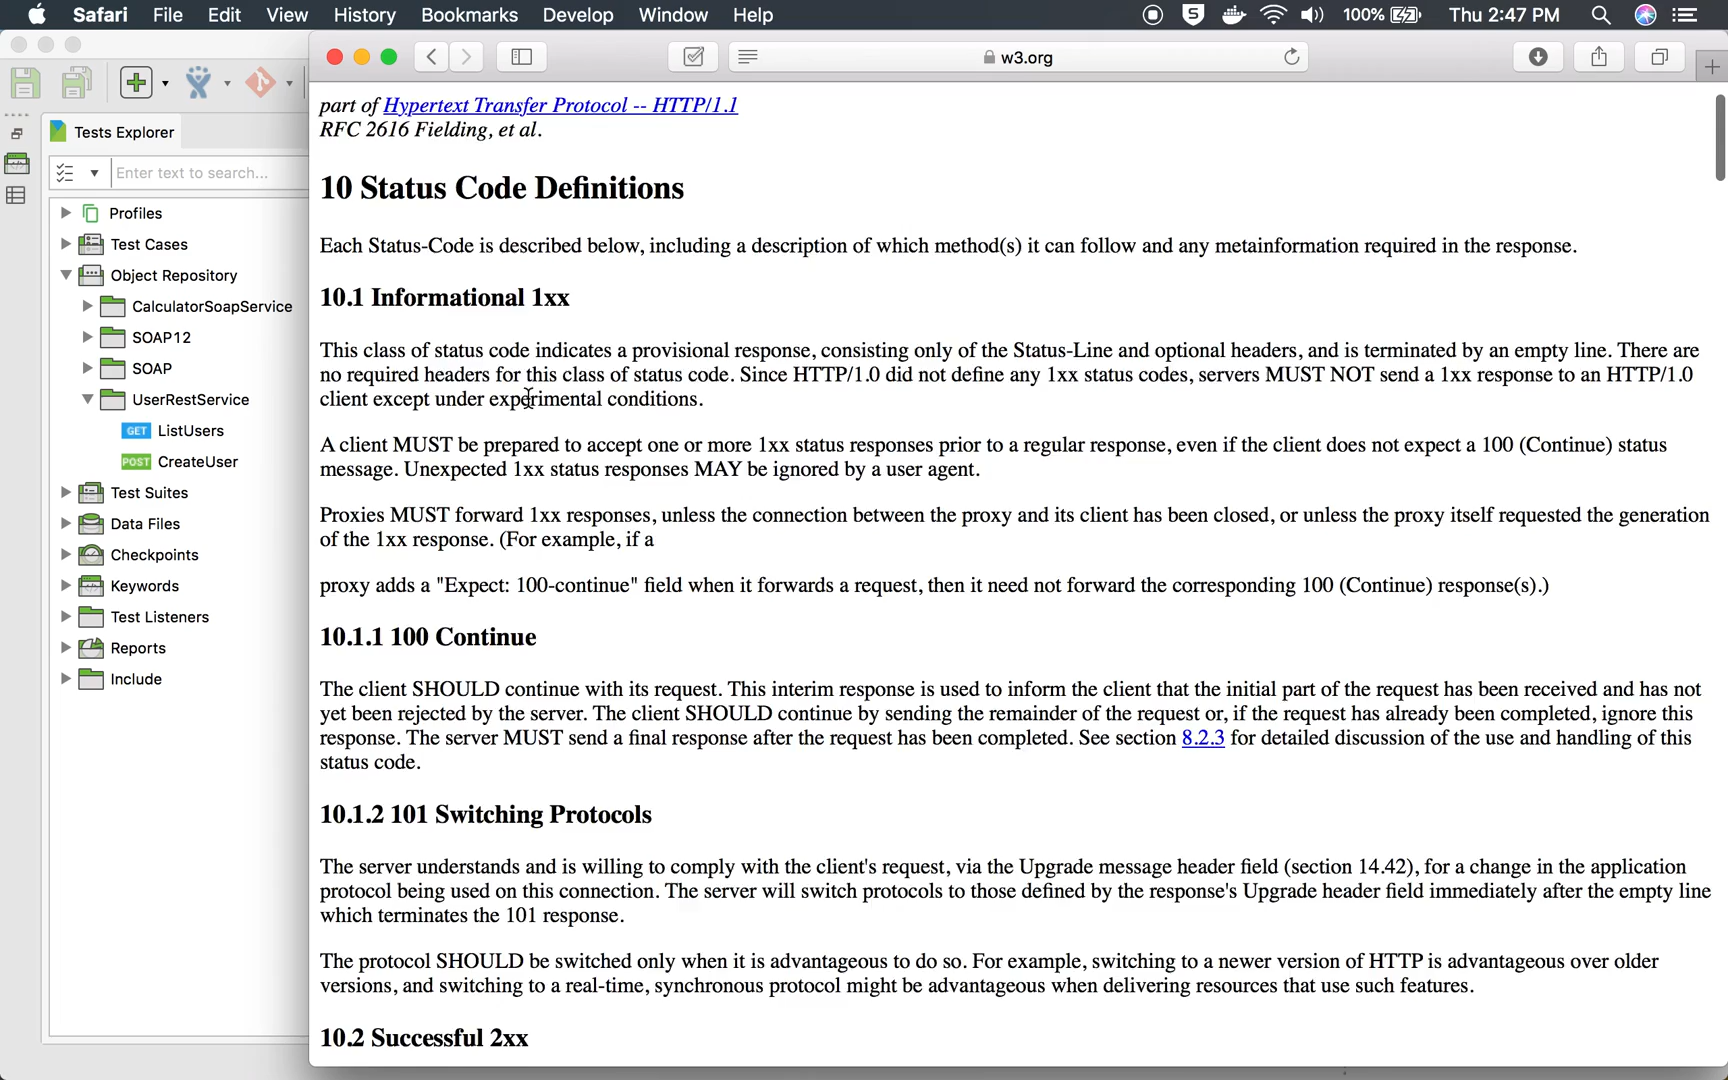 Safari File Edit View History Bookmarks Develop Window Help
S 100% Thu 2:47 PM
w3.org
Tests Explorer
Enter text to search...
Profiles
Test Cases
Object Repository
CalculatorSoapService
SOAP12
SOAP
UserRestService
GET ListUsers
POST CreateUser
Test Suites
Data Files
Checkpoints
Keywords
Test Listeners
Reports
Include
part of Hypertext Transfer Protocol -- HTTP/1.1
RFC 2616 Fielding, et al.
10 Status Code Definitions
Each Status-Code is described below, including a description of which method(s) it can follow and any metainformation required in the response.
10.1 Informational 1xx
This class of status code indicates a provisional response, consisting only of the Status-Line and optional headers, and is terminated by an empty line. There are
no required headers for this class of status code. Since HTTP/1.0 did not define any 1xx status codes, servers MUST NOT send a 1xx response to an HTTP/1.0
client except under experimental conditions.
A client MUST be prepared to accept one or more 1xx status responses prior to a regular response, even if the client does not expect a 100 (Continue) status
message. Unexpected 1xx status responses MAY be ignored by a user agent.
Proxies MUST forward 1xx responses, unless the connection between the proxy and its client has been closed, or unless the proxy itself requested the generation
of the 1xx response. (For example, if a
proxy adds a "Expect: 100-continue" field when it forwards a request, then it need not forward the corresponding 100 (Continue) response(s).)
10.1.1 100 Continue
The client SHOULD continue with its request. This interim response is used to inform the client that the initial part of the request has been received and has not
yet been rejected by the server. The client SHOULD continue by sending the remainder of the request or, if the request has already been completed, ignore this
response. The server MUST send a final response after the request has been completed. See section 8.2.3 for detailed discussion of the use and handling of this
status code.
10.1.2 101 Switching Protocols
The server understands and is willing to comply with the client's request, via the Upgrade message header field (section 14.42), for a change in the application
protocol being used on this connection. The server will switch protocols to those defined by the response's Upgrade header field immediately after the empty line
which terminates the 101 response.
The protocol SHOULD be switched only when it is advantageous to do so. For example, switching to a newer version of HTTP is advantageous over older
versions, and switching to a real-time, synchronous protocol might be advantageous when delivering resources that use such features.
10.2 Successful 2xx